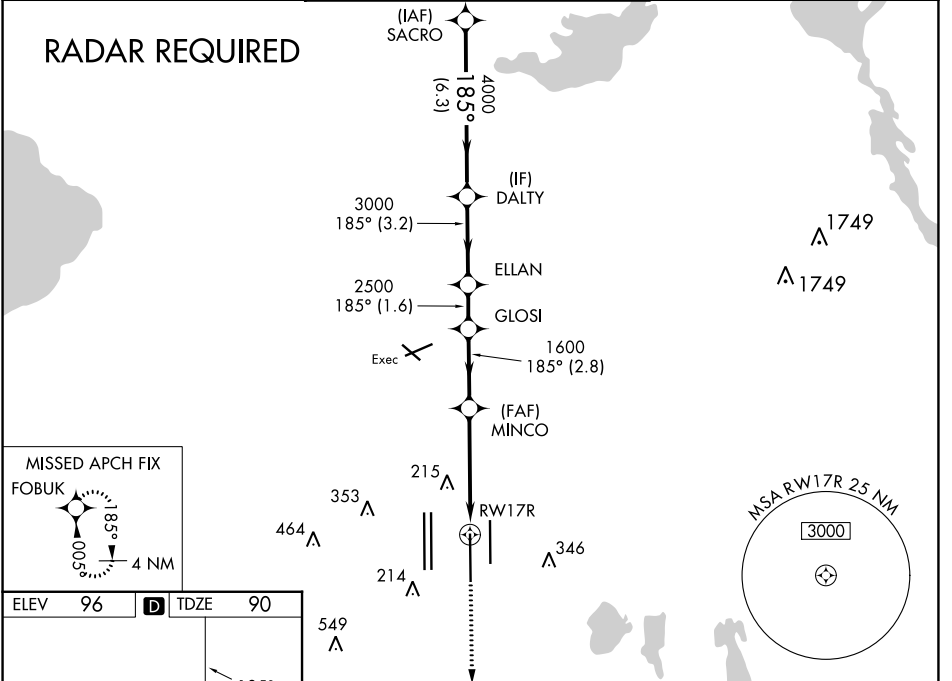 RADAR REQUIRED
(IAF)
SACRO
4000
185°
(6.3)
(IF)
DALTY
3000
185° (3.2)
1749
1749
ELLAN
2500
185° (1.6)
GLOSI
Exec
1600
185° (2.8)
(FAF)
MINCO
MISSED APCH FIX
FOBUK
185°
005°
4 NM
215
353
464
RW17R
346
214
549
MSA RW17R 25 NM
3000
ELEV 96
D
TDZE 90